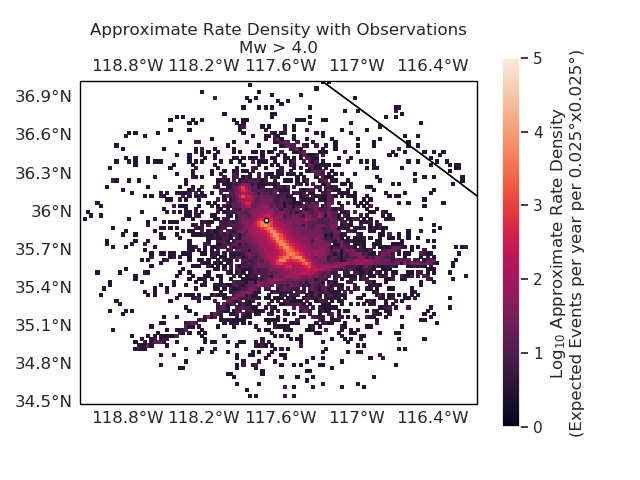 Approximate Rate Density with Observations
Mw > 4.0
118.8°W 118.2°W 117.6°W 117°W 116.4°W
36.9°N
36.6°N
36.3°N
36°N
35.7°N
35.4°N
35.1°N
34.8°N
34.5°N
118.8°W 118.2°W 117.6°W 117°W 116.4°W
5
4
3
2
1
0
Log₁₀ Approximate Rate Density
(Expected Events per year per 0.025°x0.025°)